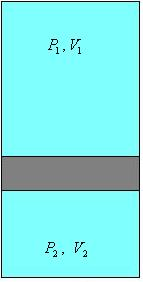 P₁ , V₁
P₂ , V₂